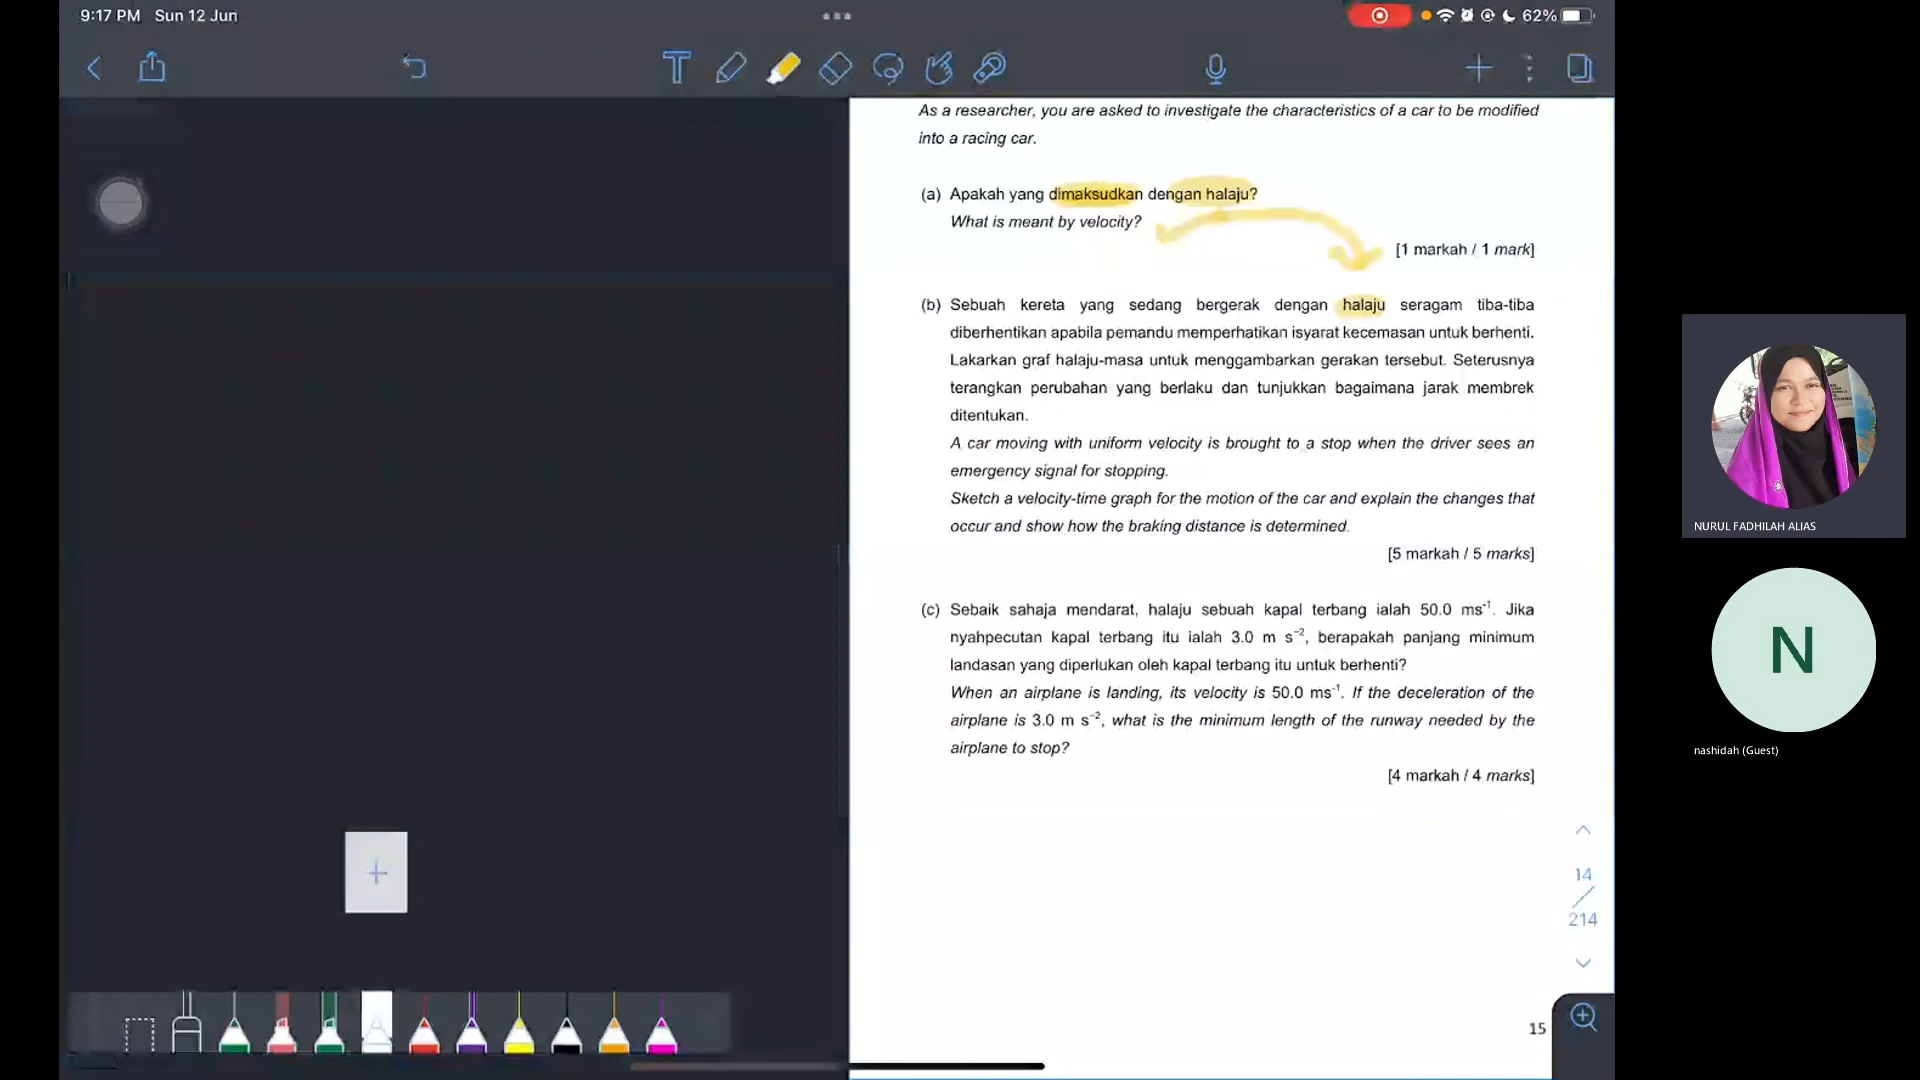 9:17 PM Sun 12 Jun
62%
As a researcher, you are asked to investigate the characteristics of a car to be modified
into a racing car.
(a) Apakah yang dimaksudkan dengan halaju?
What is meant by velocity?
[1 markah / 1 mark]
(b) Sebuah kereta yang sedang bergerak dengan halaju seragam tiba-tiba
diberhentikan apabila pemandu memperhatikan isyarat kecemasan untuk berhenti.
Lakarkan graf halaju-masa untuk menggambarkan gerakan tersebut. Seterusnya
terangkan perubahan yang berlaku dan tunjukkan bagaimana jarak membrek
ditentukan.
A car moving with uniform velocity is brought to a stop when the driver sees an
emergency signal for stopping.
Sketch a velocity-time graph for the motion of the car and explain the changes that
occur and show how the braking distance is determined.
[5 markah / 5 marks]
(c) Sebaik sahaja mendarat, halaju sebuah kapal terbang ialah 50.0 ms⁻¹. Jika
nyahpecutan kapal terbang itu ialah 3.0 m s⁻², berapakah panjang minimum
landasan yang diperlukan oleh kapal terbang itu untuk berhenti?
When an airplane is landing, its velocity is 50.0 ms⁻¹. If the deceleration of the
airplane is 3.0 m s⁻², what is the minimum length of the runway needed by the
airplane to stop?
[4 markah / 4 marks]
14
214
15
NURUL FADHILAH ALIAS
N
nashidah (Guest)